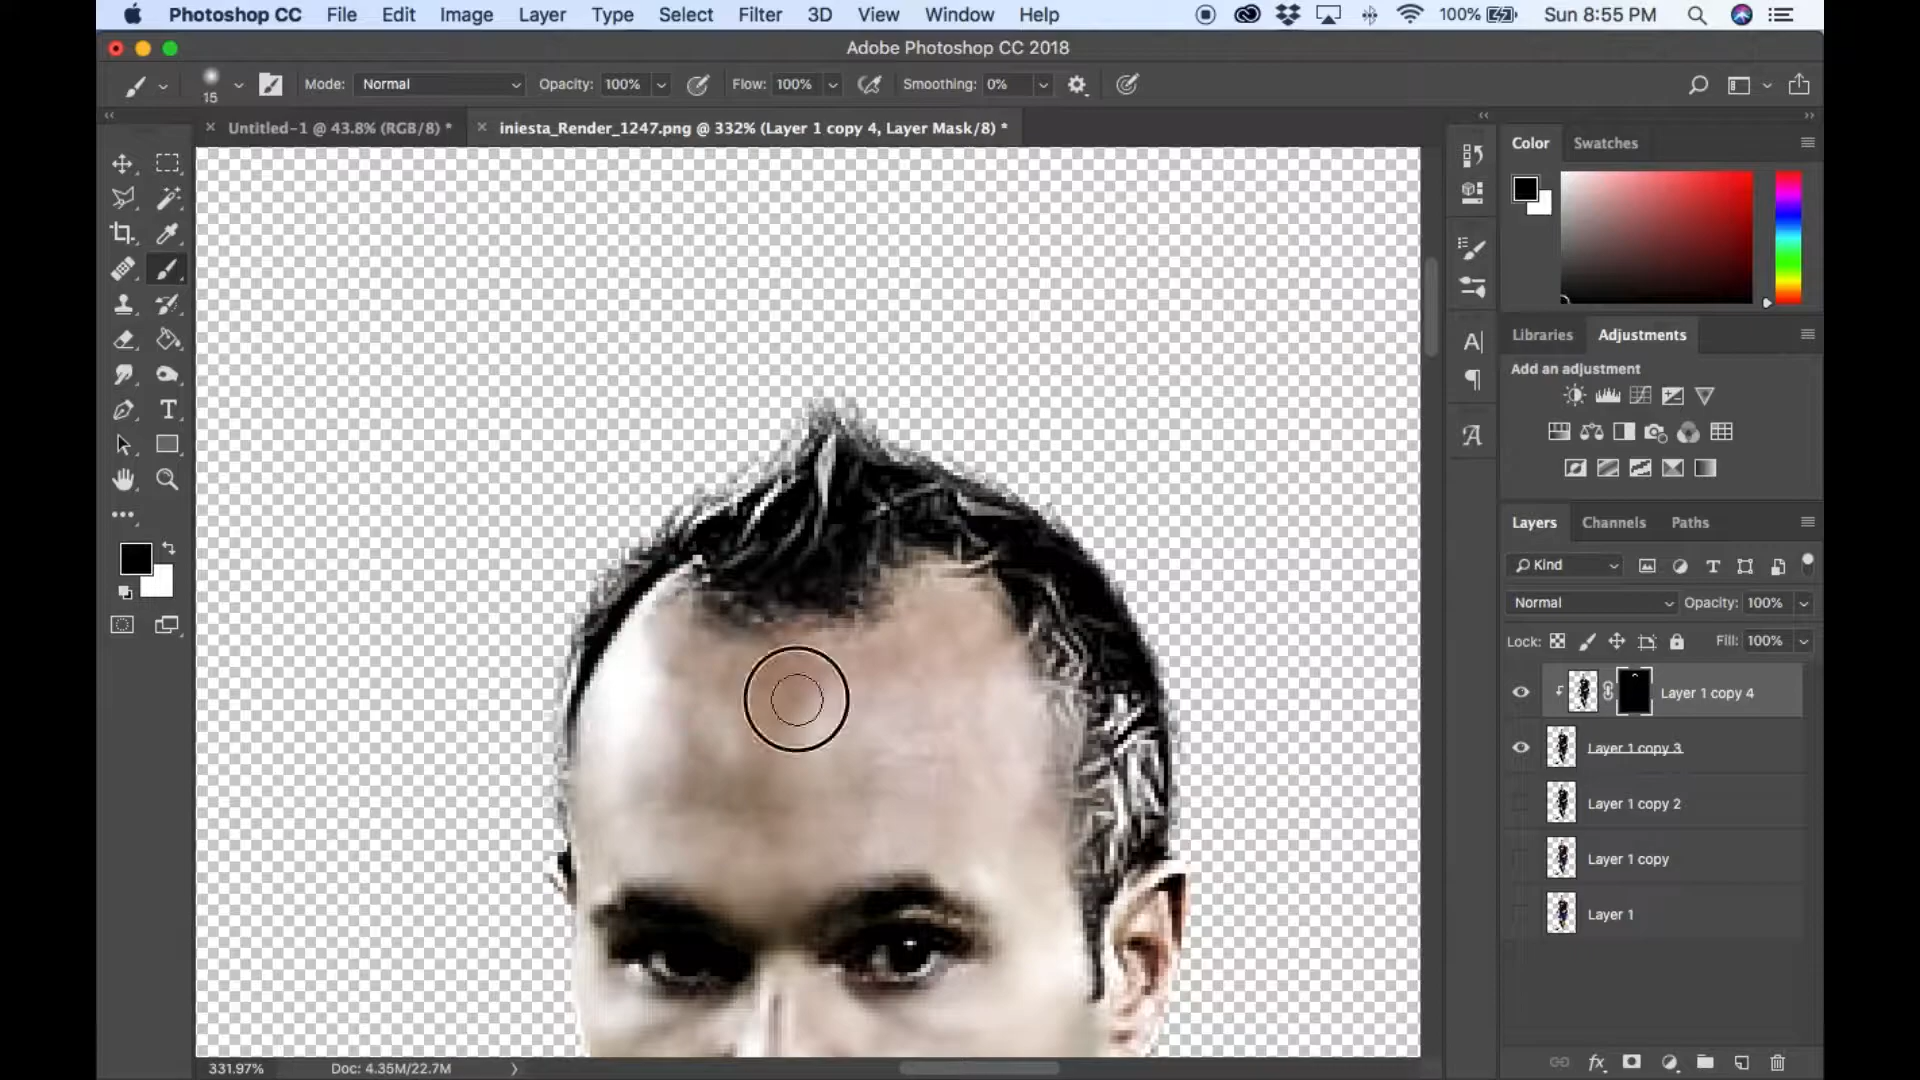 Photoshop CC File Edit Image Layer Type Select Filter 3D View Window Help 100% Sun 8:55 PM
Adobe Photoshop CC 2018
15 Mode: Normal Opacity: 100% Flow: 100% Smoothing: 0%
Untitled-1 @ 43.8% (RGB/8) * iniesta_Render_1247.png @ 332% (Layer 1 copy 4, Layer Mask/8) *
Color Swatches
Libraries Adjustments
Add an adjustment
Layers Channels Paths
Kind
Normal Opacity: 100%
Lock: Fill: 100%
Layer 1 copy 4
Layer 1 copy 3
Layer 1 copy 2
Layer 1 copy
Layer 1
331.97% Doc: 4.35M/22.7M